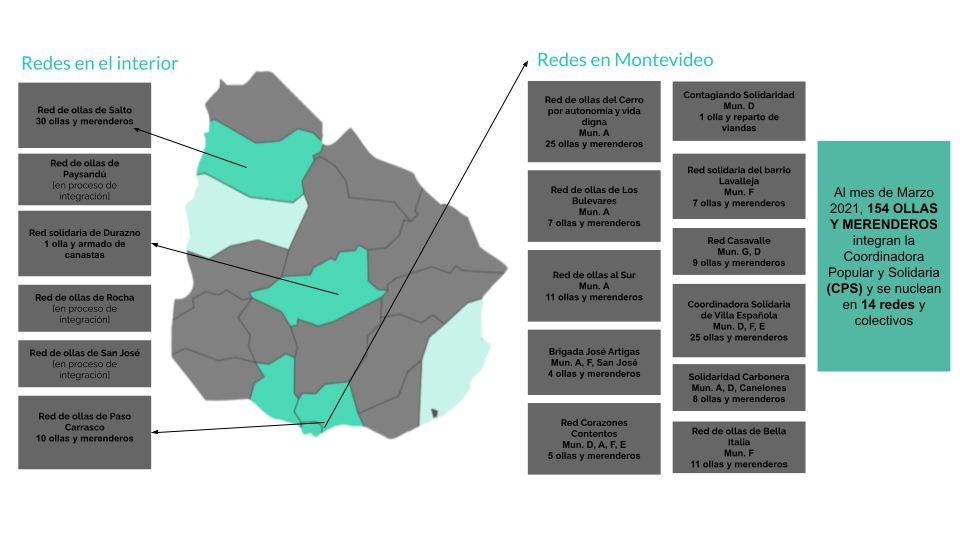 Redes en el interior
Red de ollas de Salto
30 ollas y merenderos
Red de ollas de
Paysandú
[en proceso de
integración]
Red solidaria de Durazno
1 olla y armado de
canastas
Red de ollas de Rocha
[en proceso de
integración]
Red de ollas de San José
[en proceso de
integración]
Red de ollas de Paso
Carrasco
10 ollas y merenderos
Redes en Montevideo
Red de ollas del Cerro
por autonomía y vida
digna
Mun. A
25 ollas y merenderos
Red de ollas de Los
Bulevares
Mun. A
7 ollas y merenderos
Red de ollas al Sur
Mun. A
11 ollas y merenderos
Brigada José Artigas
Mun. A, F, San José
4 ollas y merenderos
Red Corazones
Contentos
Mun. D, A, F, E
5 ollas y merenderos
Contagiando Solidaridad
Mun. D
1 olla y reparto de
viandas
Red solidaria del barrio
Lavalleja
Mun. F
7 ollas y merenderos
Red Casavalle
Mun. G, D
9 ollas y merenderos
Coordinadora Solidaria
de Villa Española
Mun. D, F, E
25 ollas y merenderos
Solidaridad Carbonera
Mun. A, D, Canelones
8 ollas y merenderos
Red de ollas de Bella
Italia
Mun. F
11 ollas y merenderos
Al mes de Marzo
2021, 154 OLLAS
Y MERENDEROS
integran la
Coordinadora
Popular y Solidaria
(CPS) y se nuclean
en 14 redes y
colectivos